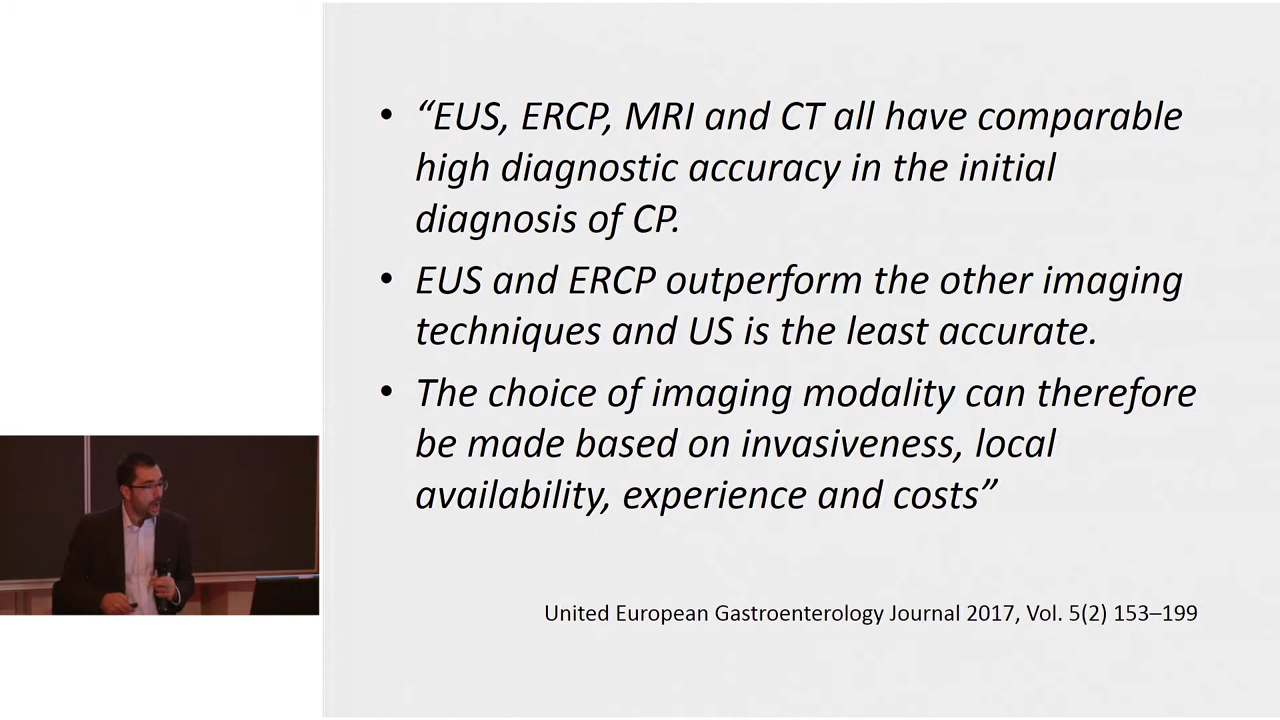 • “EUS, ERCP, MRI and CT all have comparable
high diagnostic accuracy in the initial
diagnosis of CP.
• EUS and ERCP outperform the other imaging
techniques and US is the least accurate.
• The choice of imaging modality can therefore
be made based on invasiveness, local
availability, experience and costs”
United European Gastroenterology Journal 2017, Vol. 5(2) 153–199